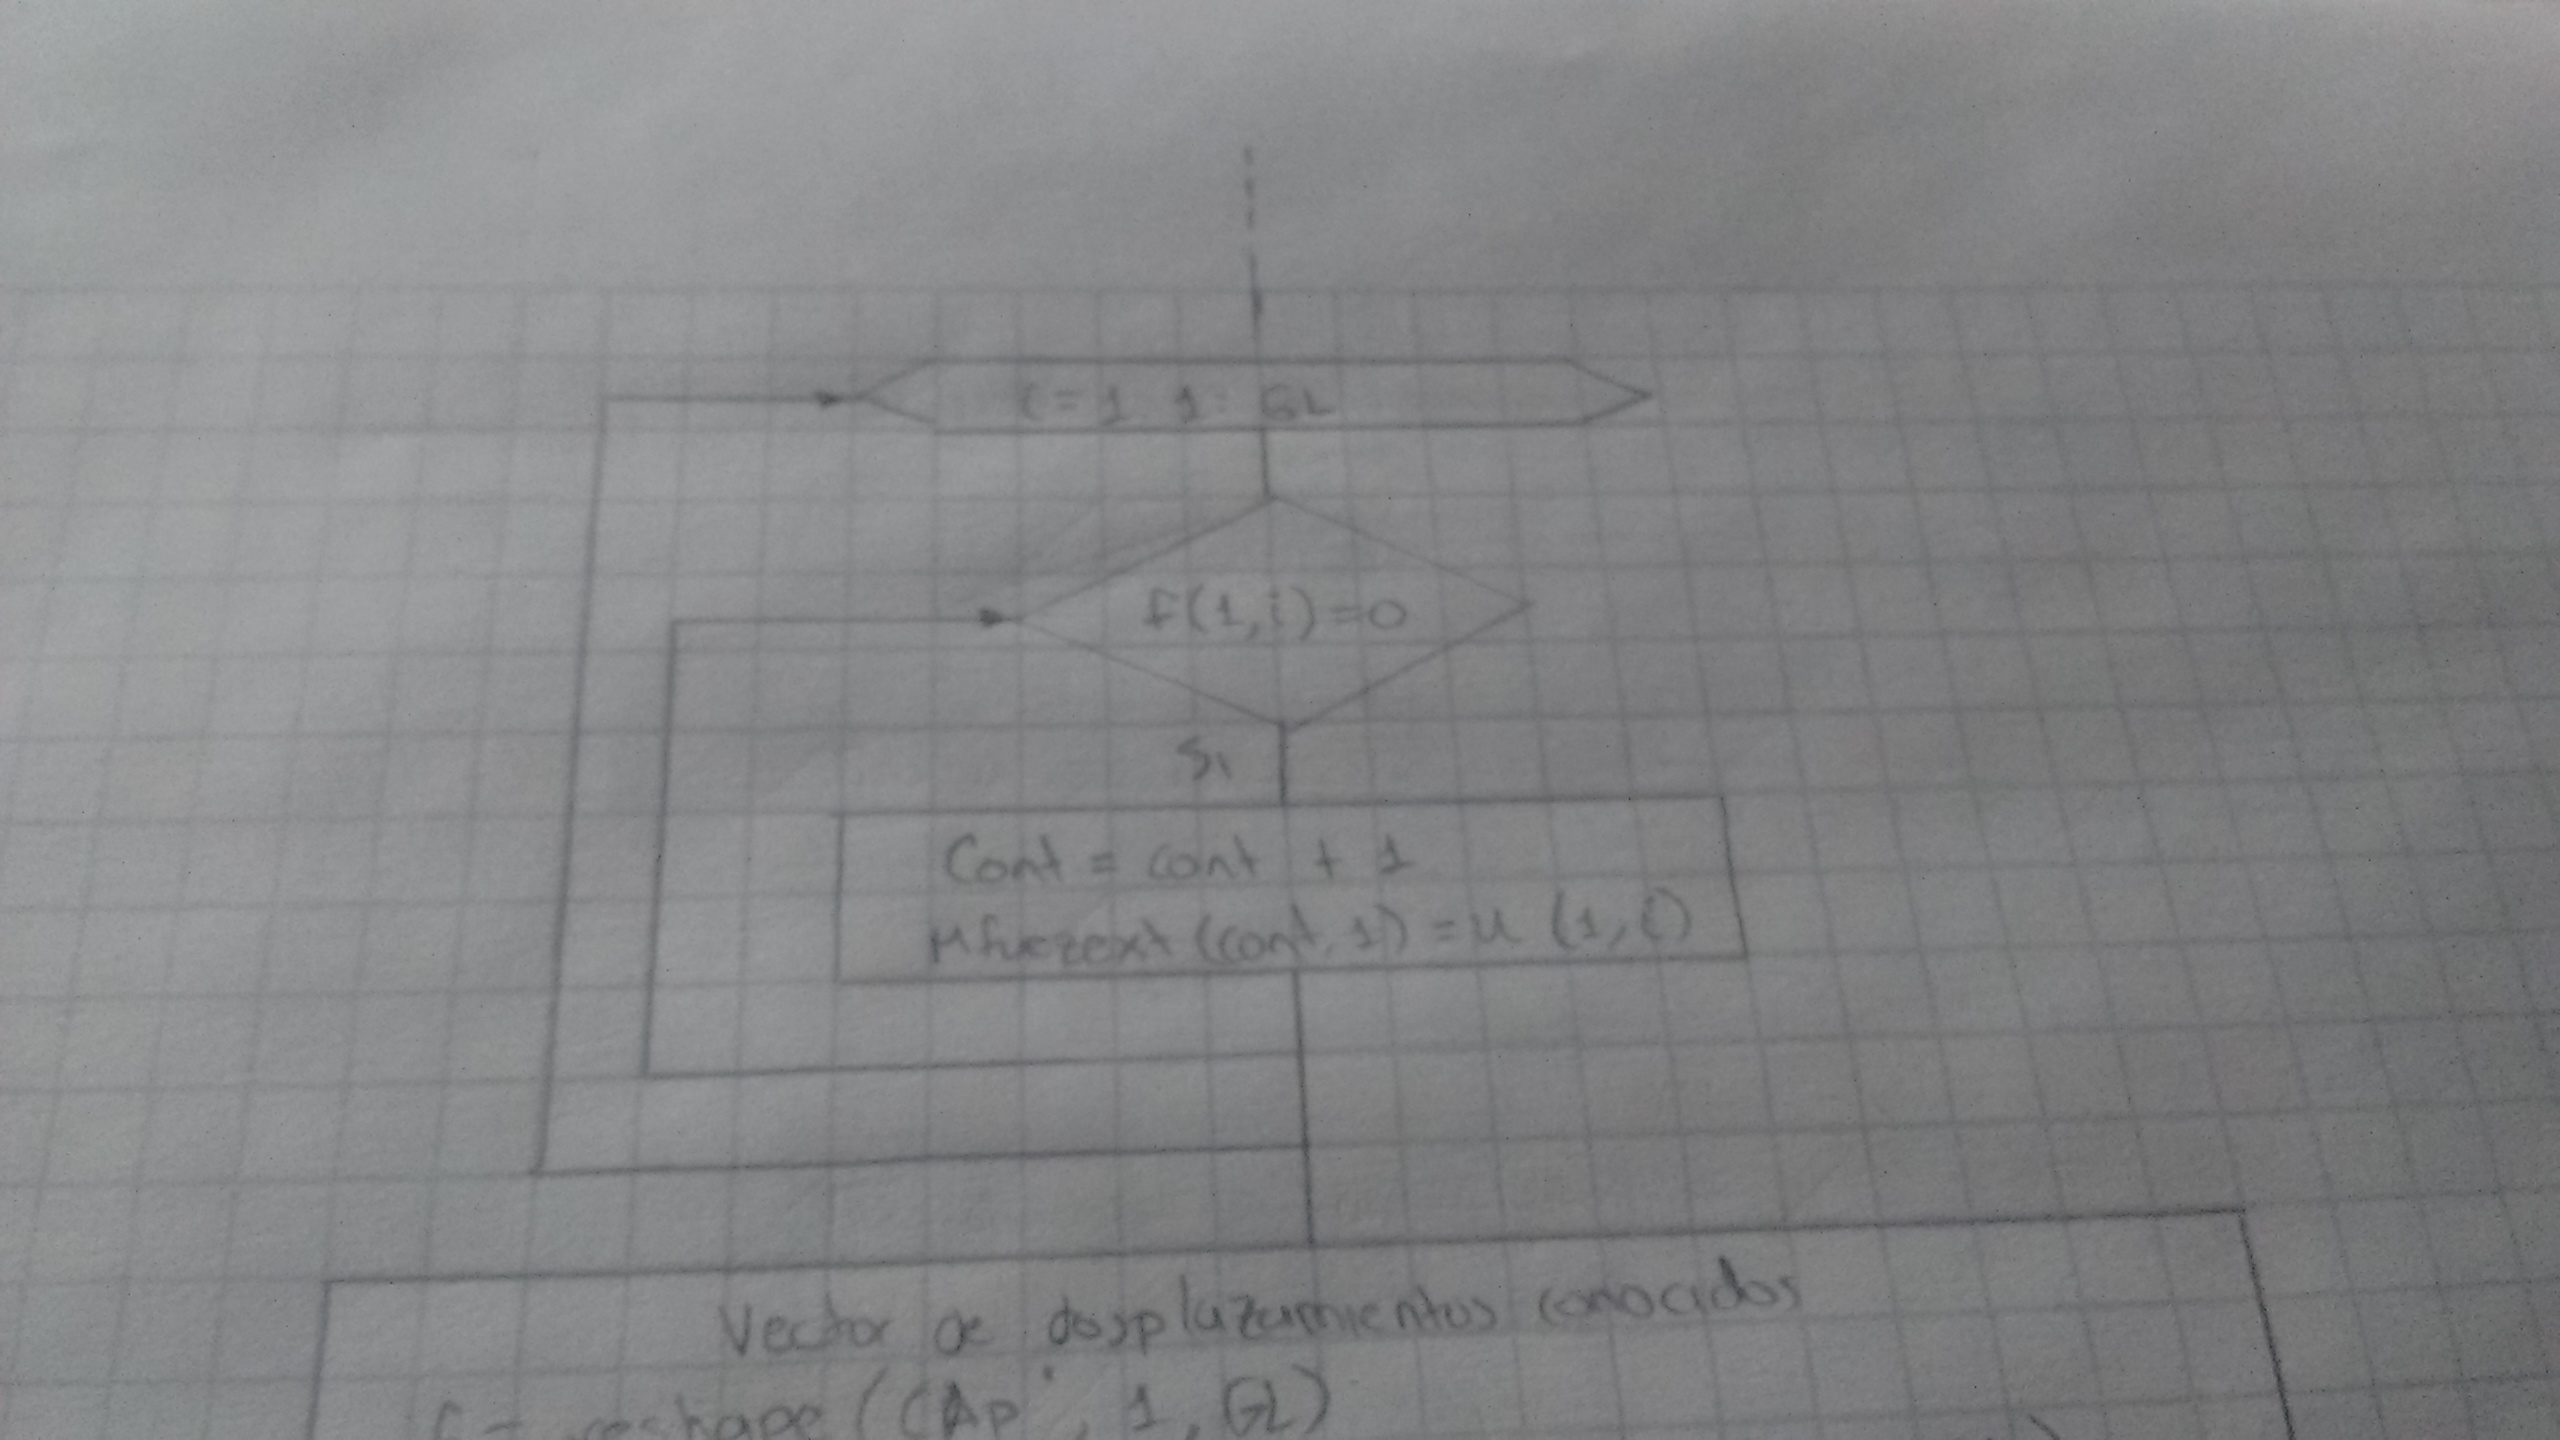 i = 1 1: GL
f(1,i)=0
Si
Cont = cont + 1
Mfuerzext (cont, 1) = u (1, i)
Vector de desplazamientos conocidos
reshape ((Ap', 1, GL)